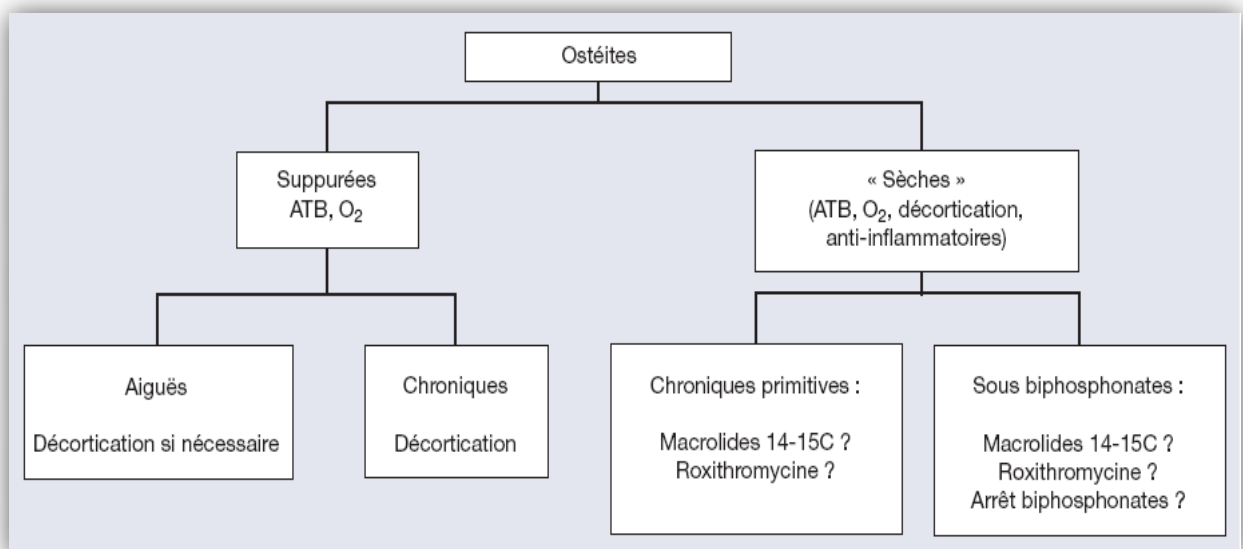 Ostéites
Suppurées
ATB, O₂
« Sèches »
(ATB, O₂, décortication,
anti-inflammatoires)
Aiguës
Décortication si nécessaire
Chroniques
Décortication
Chroniques primitives :
Macrolides 14-15C ?
Roxithromycine ?
Sous biphosphonates :
Macrolides 14-15C ?
Roxithromycine ?
Arrêt biphosphonates ?